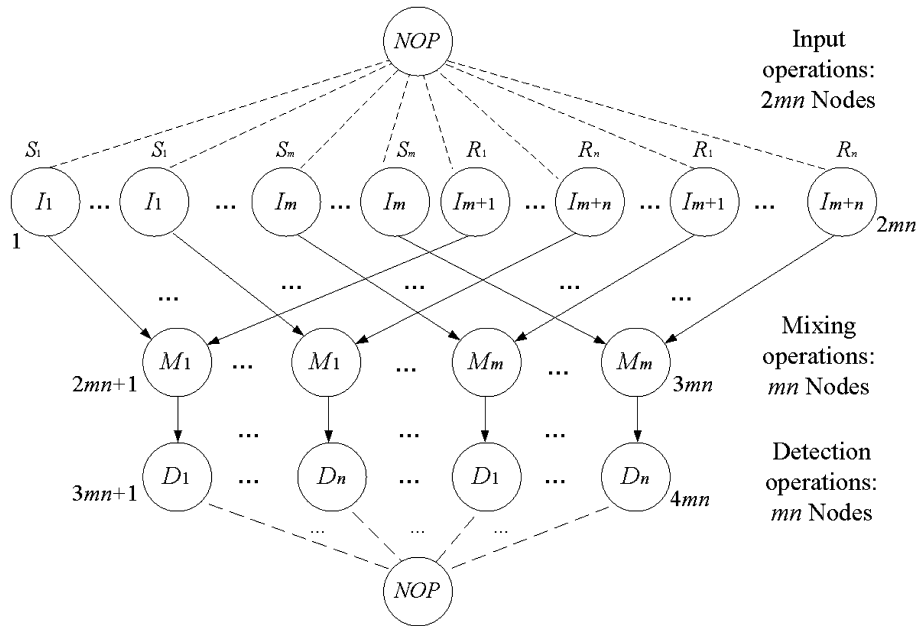 NOP
Input
operations:
2mn Nodes
S1 S1 Sm Sm R1 Rn R1 Rn
I1 ... I1 ... Im ... Im Im+1 ... Im+n ... Im+1 ... Im+n
1 2mn
... ... ... ...
Mixing
operations:
mn Nodes
M1 ... M1 ... Mm ... Mm
2mn+1 3mn
... ... ...
Detection
operations:
mn Nodes
D1 ... Dn ... D1 ... Dn
3mn+1 4mn
... ... ...
NOP